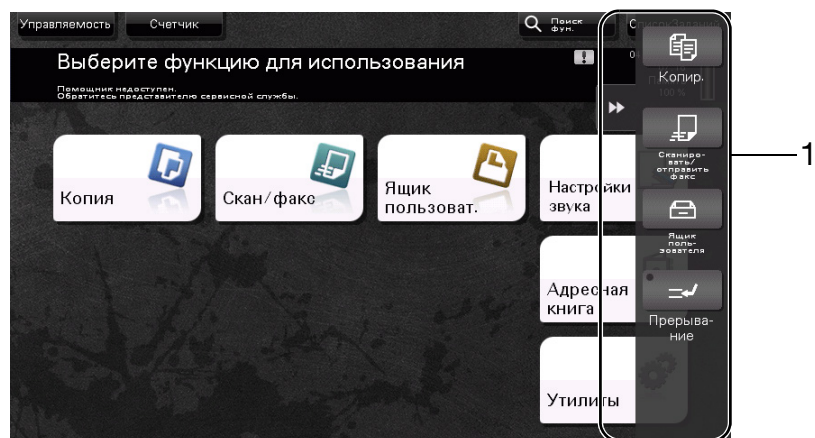 Управляемость
Счетчик
Поиск
фун.
Выберите функцию для использования
Помощник недоступен.
Обратитесь представителю сервисной службы.
100 %
Копия
Скан/факс
Ящик
пользоват.
Настройки
звука
Адресная
книга
Утилиты
Копир.
Сканиро-
вать/
отправить
факс
Ящик
поль-
зователя
Прерыва-
ние
1